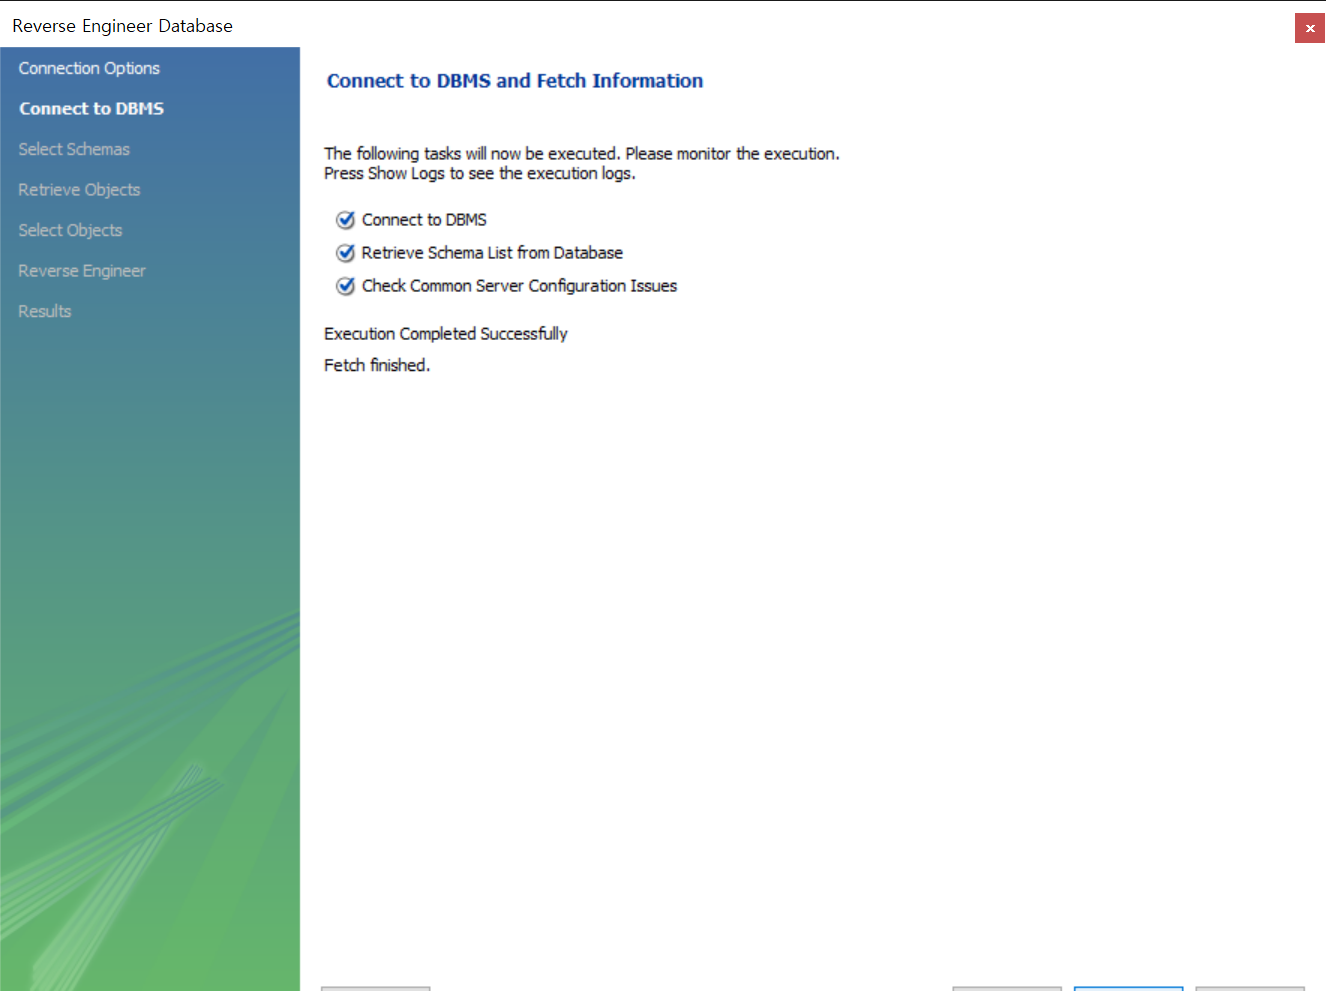 Reverse Engineer Database
Connection Options
Connect to DBMS
Select Schemas
Retrieve Objects
Select Objects
Reverse Engineer
Results
Connect to DBMS and Fetch Information
The following tasks will now be executed. Please monitor the execution.
Press Show Logs to see the execution logs.
Connect to DBMS
Retrieve Schema List from Database
Check Common Server Configuration Issues
Execution Completed Successfully
Fetch finished.